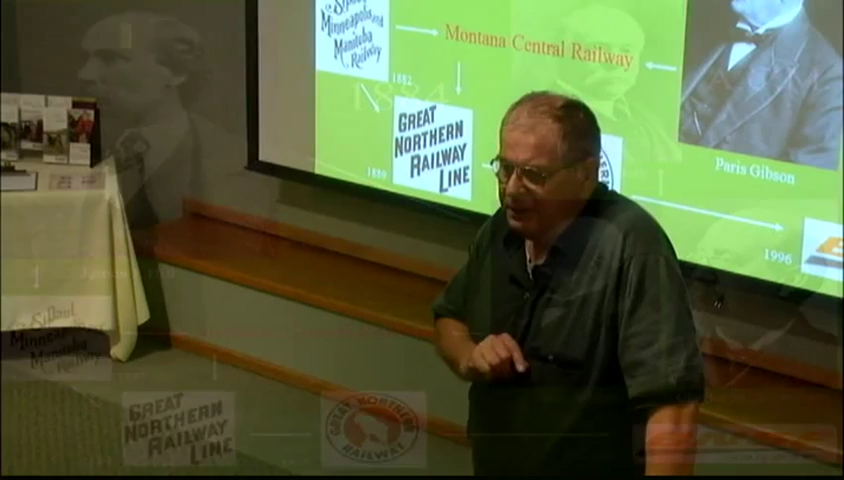 St. Paul
Minneapolis and
Manitoba
Railway
1882
Montana Central Railway
1884
A.COM
GREAT
NORTHERN
RAILWAY
LINE
1889
Paris Gibson
1996
St. Paul
Minneapolis
Manitoba
Railway
GREAT
NORTHERN
RAILWAY
LINE
GREAT NORTHERN
RAILWAY